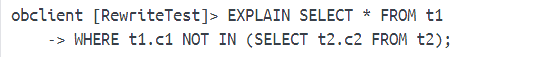 obclient [RewriteTest]> EXPLAIN SELECT * FROM t1
-> WHERE t1.c1 NOT IN (SELECT t2.c2 FROM t2);